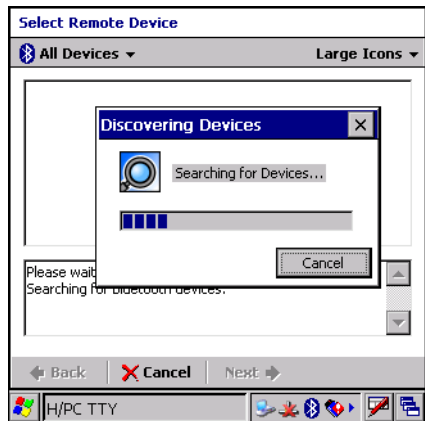 Select Remote Device
All Devices
Large Icons
Discovering Devices
Searching for Devices...
Cancel
Please wait
Searching for Bluetooth devices.
Back
Cancel
Next
H/PC TTY